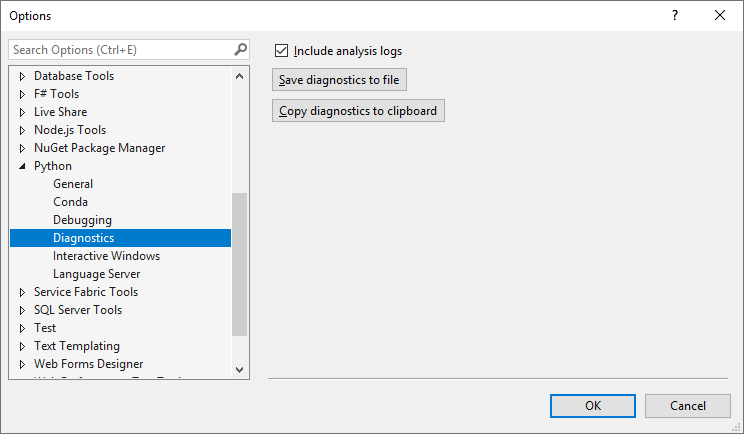 Options
Search Options (Ctrl+E)
Database Tools
F# Tools
Live Share
Node.js Tools
NuGet Package Manager
Python
General
Conda
Debugging
Diagnostics
Interactive Windows
Language Server
Service Fabric Tools
SQL Server Tools
Test
Text Templating
Web Forms Designer
Include analysis logs
Save diagnostics to file
Copy diagnostics to clipboard
OK
Cancel